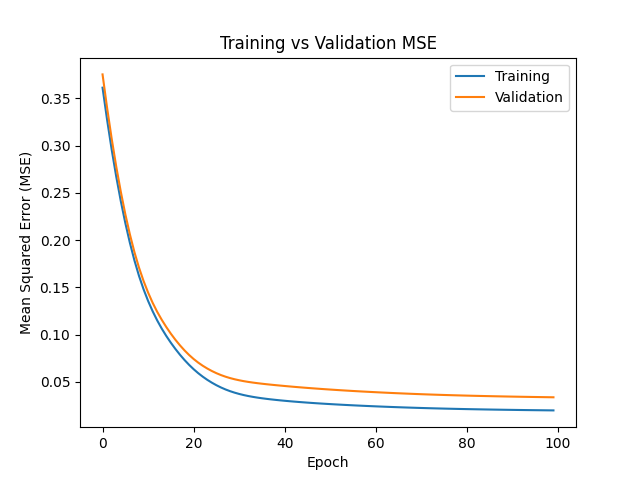 Training vs Validation MSE
Training
Validation
0.35
0.30
0.25
0.20
0.15
0.10
0.05
Mean Squared Error (MSE)
0 20 40 60 80 100
Epoch